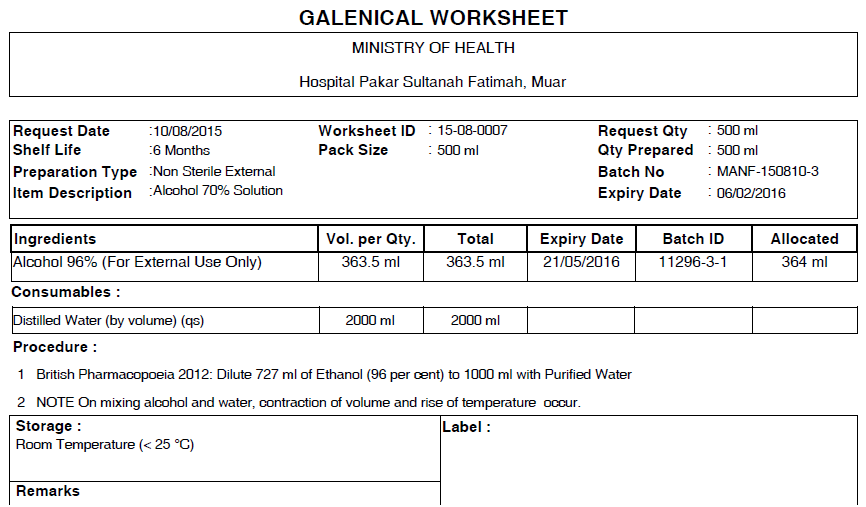 GALENICAL WORKSHEET
MINISTRY OF HEALTH
Hospital Pakar Sultanah Fatimah, Muar
Request Date :10/08/2015 Worksheet ID : 15-08-0007 Request Qty : 500 ml
Shelf Life :6 Months Pack Size : 500 ml Qty Prepared : 500 ml
Preparation Type :Non Sterile External Batch No : MANF-150810-3
Item Description :Alcohol 70% Solution Expiry Date : 06/02/2016
Ingredients Vol. per Qty. Total Expiry Date Batch ID Allocated
Alcohol 96% (For External Use Only) 363.5 ml 363.5 ml 21/05/2016 11296-3-1 364 ml
Consumables :
Distilled Water (by volume) (qs) 2000 ml 2000 ml
Procedure :
1 British Pharmacopoeia 2012: Dilute 727 ml of Ethanol (96 per cent) to 1000 ml with Purified Water
2 NOTE On mixing alcohol and water, contraction of volume and rise of temperature occur.
Storage : Label :
Room Temperature (< 25 °C)
Remarks